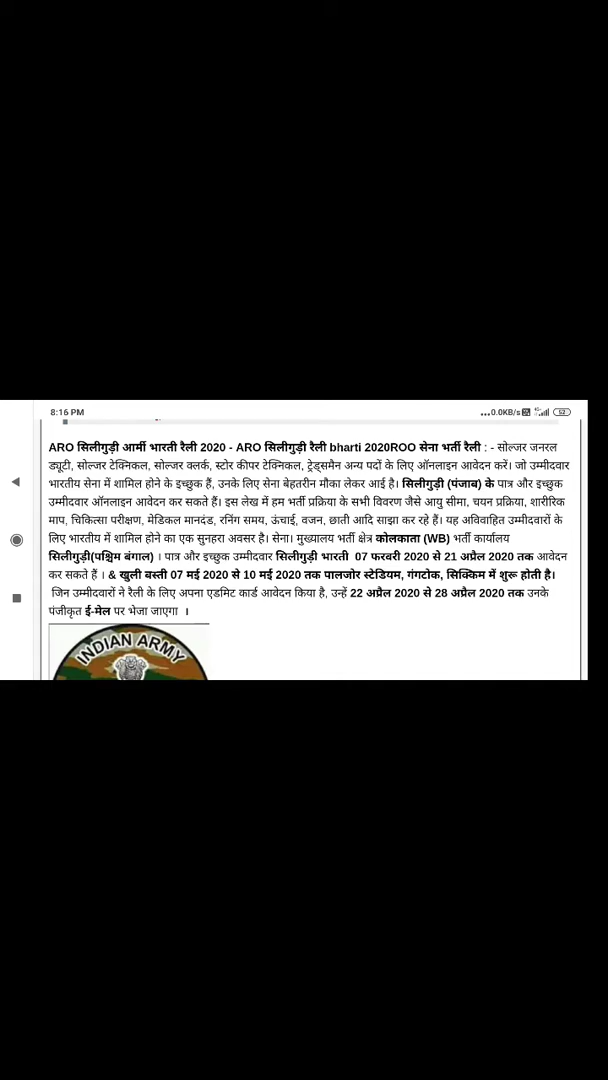 8:16 PM
...0.0KB/s 52
ARO सिलीगुड़ी आर्मी भारती रैली 2020 - ARO सिलीगुड़ी रैली bharti 2020ROO सेना भर्ती रैली : - सोल्जर जनरल
ड्यूटी, सोल्जर टेक्निकल, सोल्जर क्लर्क, स्टोर कीपर टेक्निकल, ट्रेड्समैन अन्य पदों के लिए ऑनलाइन आवेदन करें। जो उम्मीदवार
भारतीय सेना में शामिल होने के इच्छुक हैं, उनके लिए सेना बेहतरीन मौका लेकर आई है। सिलीगुड़ी (पंजाब) के पात्र और इच्छुक
उम्मीदवार ऑनलाइन आवेदन कर सकते हैं। इस लेख में हम भर्ती प्रक्रिया के सभी विवरण जैसे आयु सीमा, चयन प्रक्रिया, शारीरिक
माप, चिकित्सा परीक्षण, मेडिकल मानदंड, रनिंग समय, ऊंचाई, वजन, छाती आदि साझा कर रहे हैं। यह अविवाहित उम्मीदवारों के
लिए भारतीय में शामिल होने का एक सुनहरा अवसर है। सेना। मुख्यालय भर्ती क्षेत्र कोलकाता (WB) भर्ती कार्यालय
सिलीगुड़ी(पश्चिम बंगाल) । पात्र और इच्छुक उम्मीदवार सिलीगुड़ी भारती 07 फरवरी 2020 से 21 अप्रैल 2020 तक आवेदन
कर सकते हैं । & खुली बस्ती 07 मई 2020 से 10 मई 2020 तक पालजोर स्टेडियम, गंगटोक, सिक्किम में शुरू होती है।
जिन उम्मीदवारों ने रैली के लिए अपना एडमिट कार्ड आवेदन किया है, उन्हें 22 अप्रैल 2020 से 28 अप्रैल 2020 तक उनके
पंजीकृत ई-मेल पर भेजा जाएगा ।
INDIAN ARMY